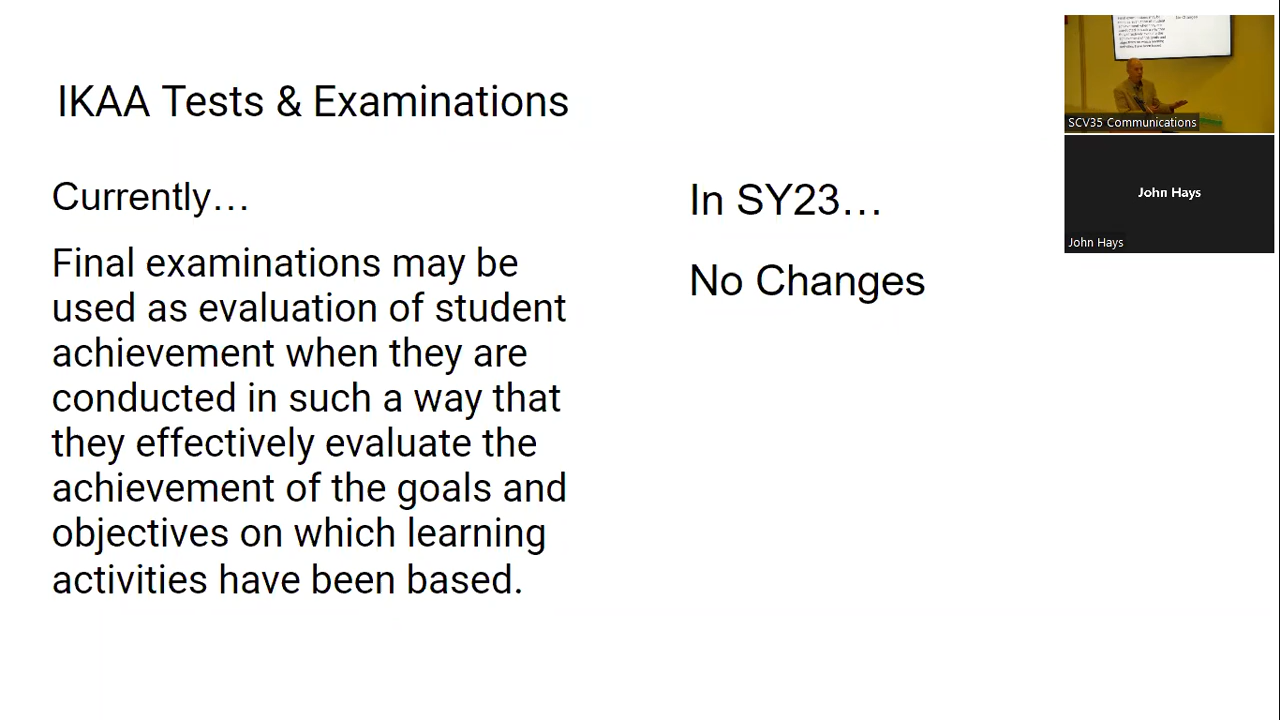 IKAA Tests & Examinations
Currently…
Final examinations may be
used as evaluation of student
achievement when they are
conducted in such a way that
they effectively evaluate the
achievement of the goals and
objectives on which learning
activities have been based.
In SY23…
No Changes
SCV35 Communications
John Hays
John Hays